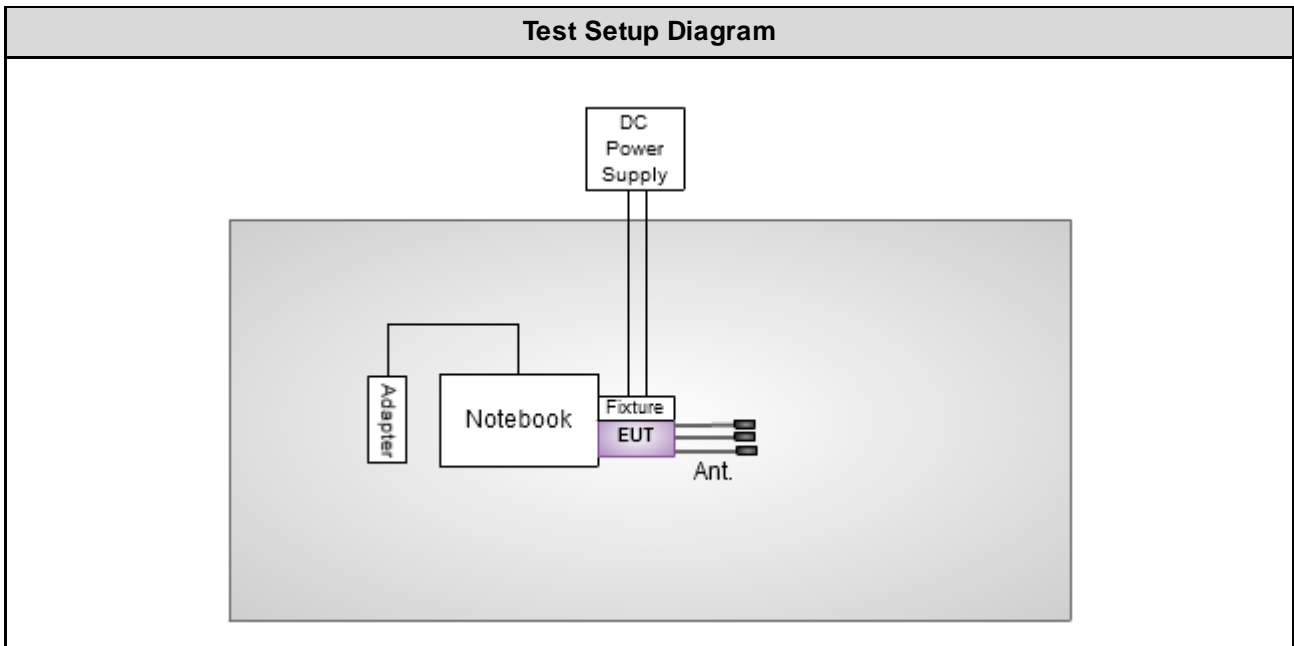 Test Setup Diagram
DC
Power
Supply
Adapter
Notebook
Fixture
EUT
Ant.